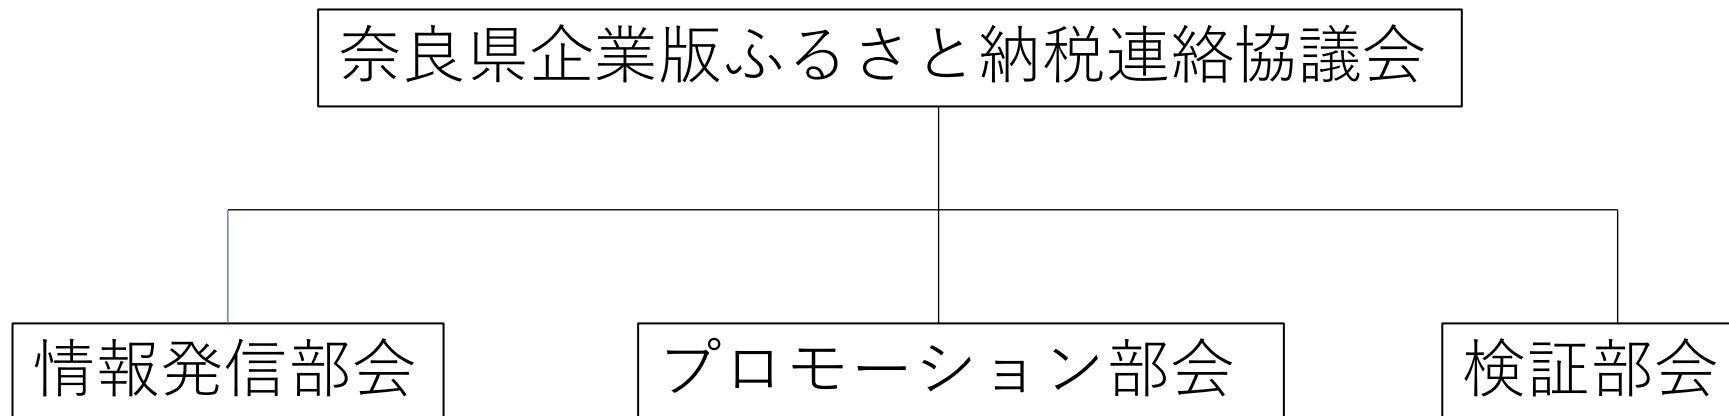 奈良県企業版ふるさと納税連絡協議会
情報発信部会
プロモーション部会
検証部会